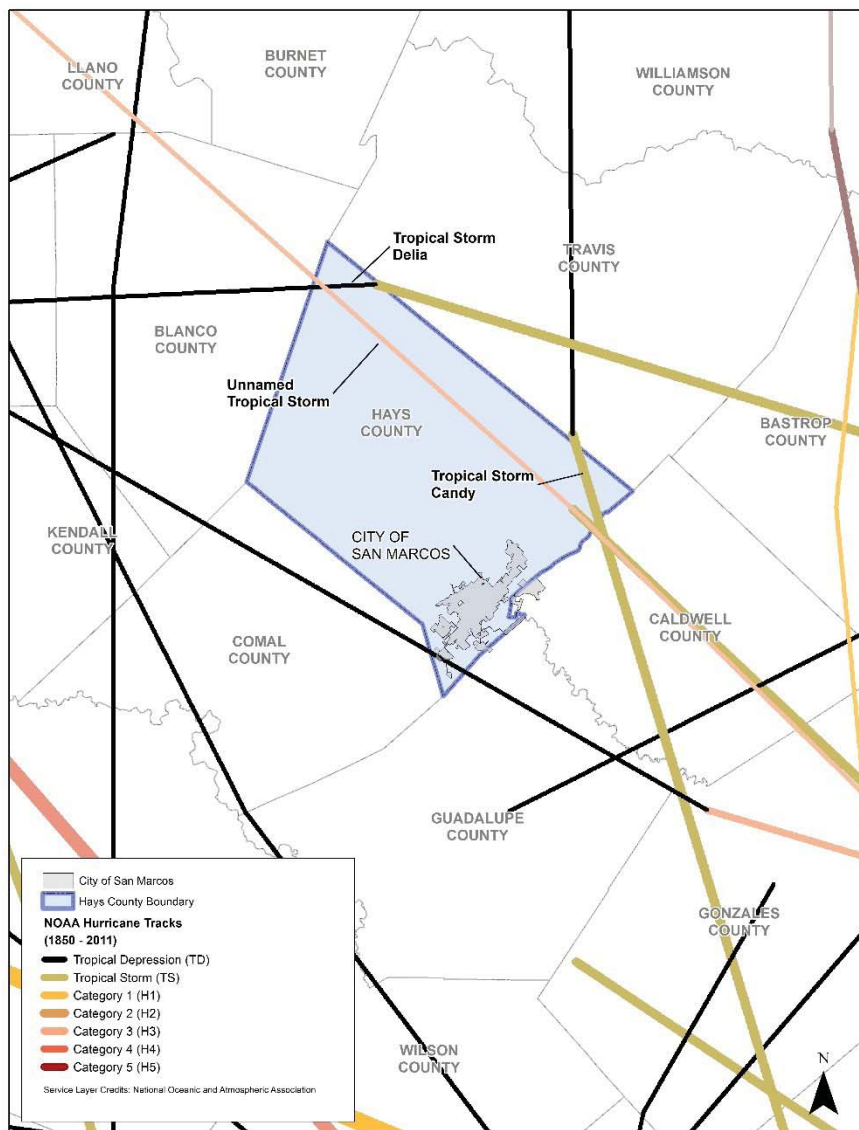 LLANO
COUNTY
BURNET
COUNTY
WILLIAMSON
COUNTY
Tropical Storm
Delia
TRAVIS
COUNTY
BLANCO
COUNTY
Unnamed
Tropical Storm
HAYS
COUNTY
BASTROP
COUNTY
Tropical Storm
Candy
KENDALL
COUNTY
CITY OF
SAN MARCOS
COMAL
COUNTY
CALDWELL
COUNTY
GUADALUPE
COUNTY
GONZALES
COUNTY
WILSON
COUNTY
City of San Marcos
Hays County Boundary
NOAA Hurricane Tracks
(1850 - 2011)
Tropical Depression (TD)
Tropical Storm (TS)
Category 1 (H1)
Category 2 (H2)
Category 3 (H3)
Category 4 (H4)
Category 5 (H5)
Service Layer Credits: National Oceanic and Atmospheric Association
N